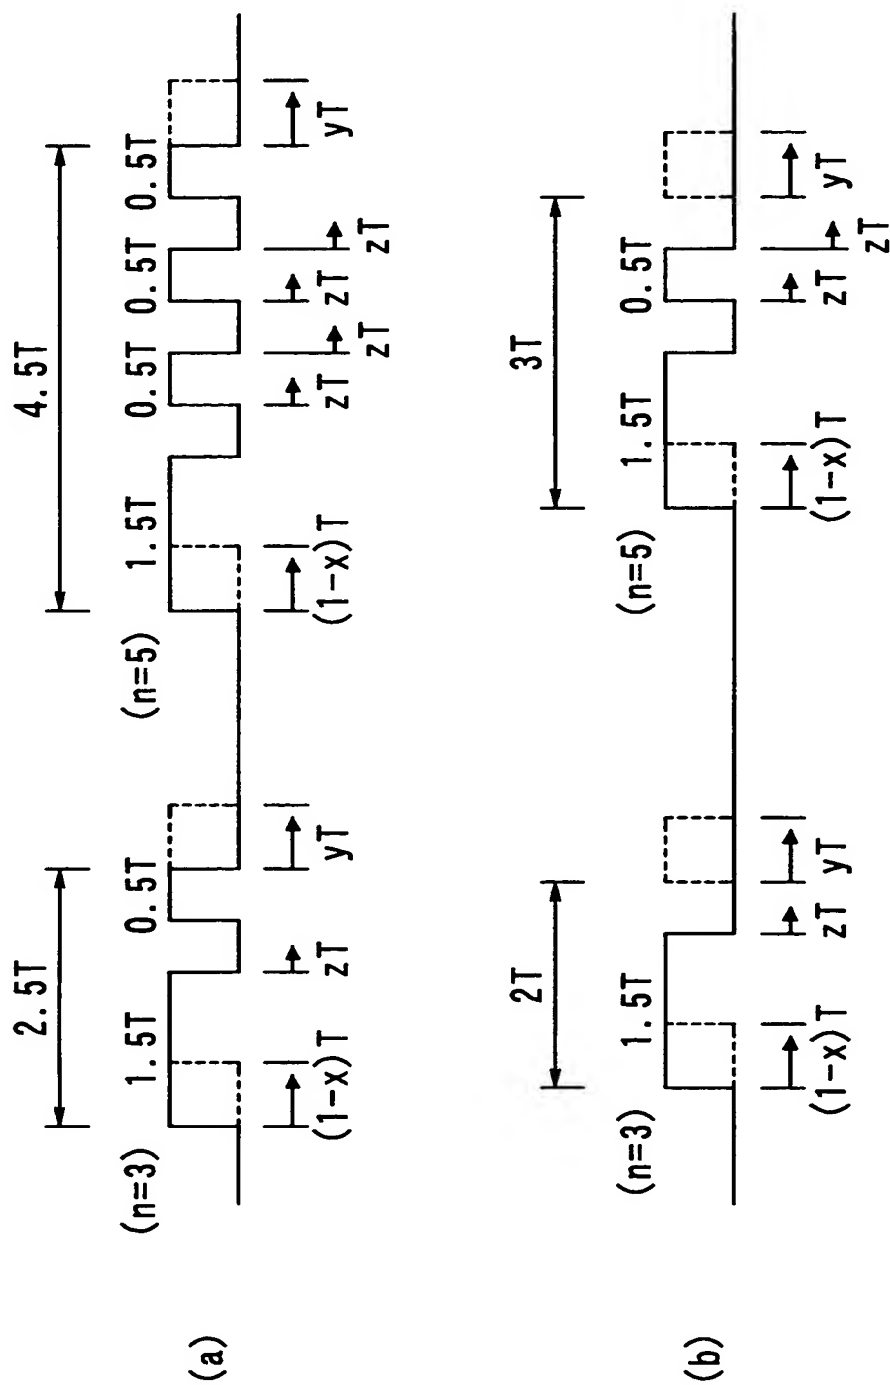 (a)
2.5T
4.5T
(n=3)
1.5T
0.5T
(n=5)
1.5T
0.5T
0.5T
0.5T
(1-x)T
zT
yT
(1-x)T
zT
zT
zT
zT
yT
(b)
2T
3T
(n=3)
1.5T
(n=5)
1.5T
0.5T
(1-x)T
zT
yT
(1-x)T
zT
zT
yT